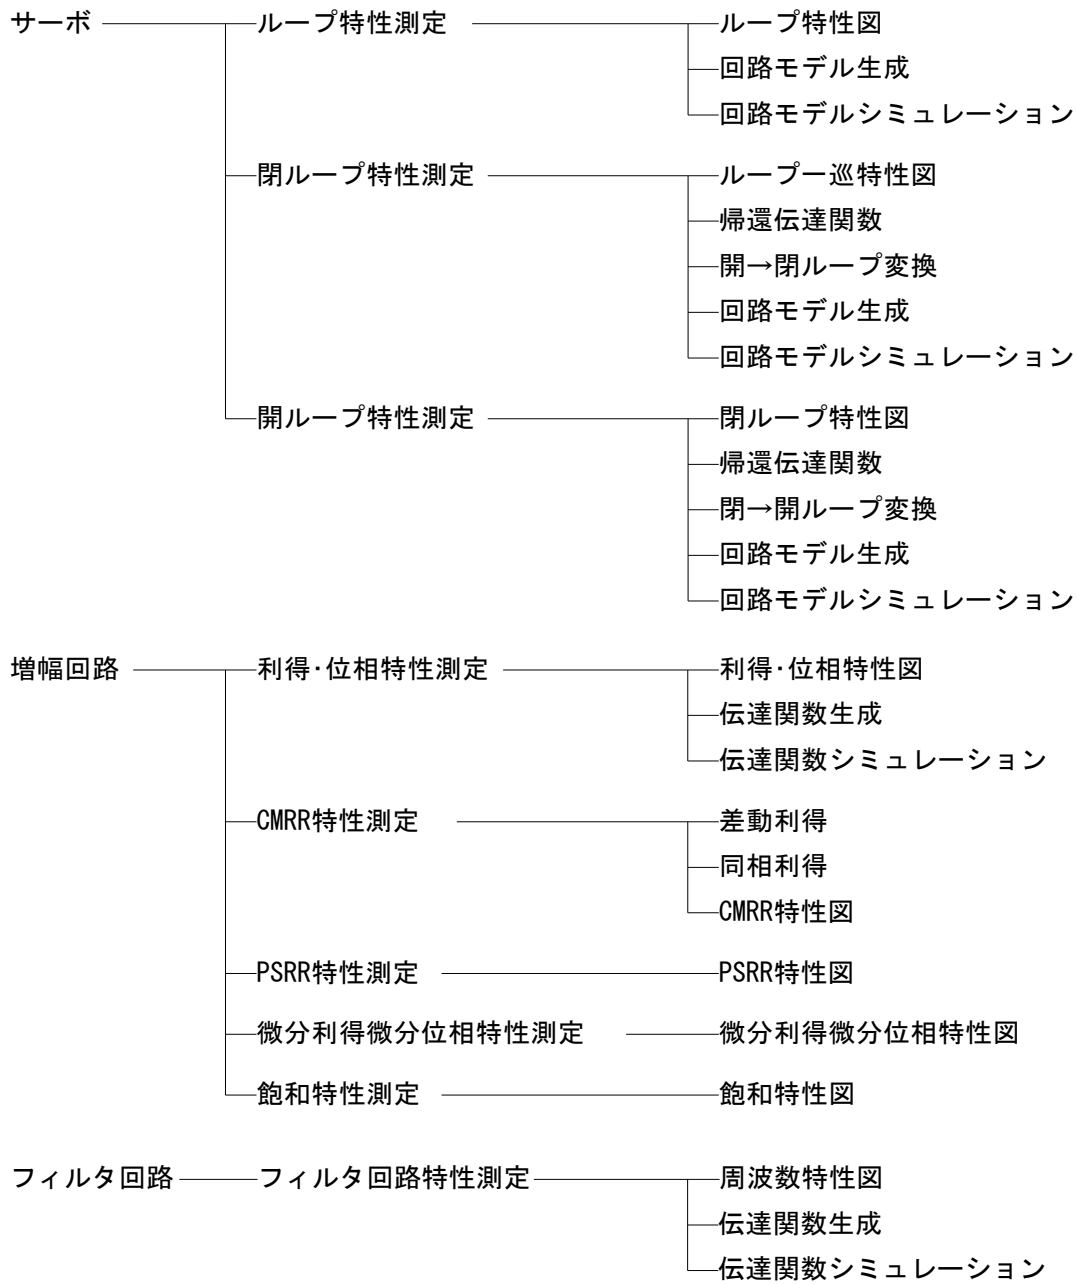 サーボ ループ特性測定 ループ特性図
回路モデル生成
回路モデルシミュレーション
閉ループ特性測定 ループ一巡特性図
帰還伝達関数
開→閉ループ変換
回路モデル生成
回路モデルシミュレーション
開ループ特性測定 閉ループ特性図
帰還伝達関数
閉→開ループ変換
回路モデル生成
回路モデルシミュレーション
増幅回路 利得・位相特性測定 利得・位相特性図
伝達関数生成
伝達関数シミュレーション
CMRR特性測定 差動利得
同相利得
CMRR特性図
PSRR特性測定 PSRR特性図
微分利得微分位相特性測定 微分利得微分位相特性図
飽和特性測定 飽和特性図
フィルタ回路 フィルタ回路特性測定 周波数特性図
伝達関数生成
伝達関数シミュレーション